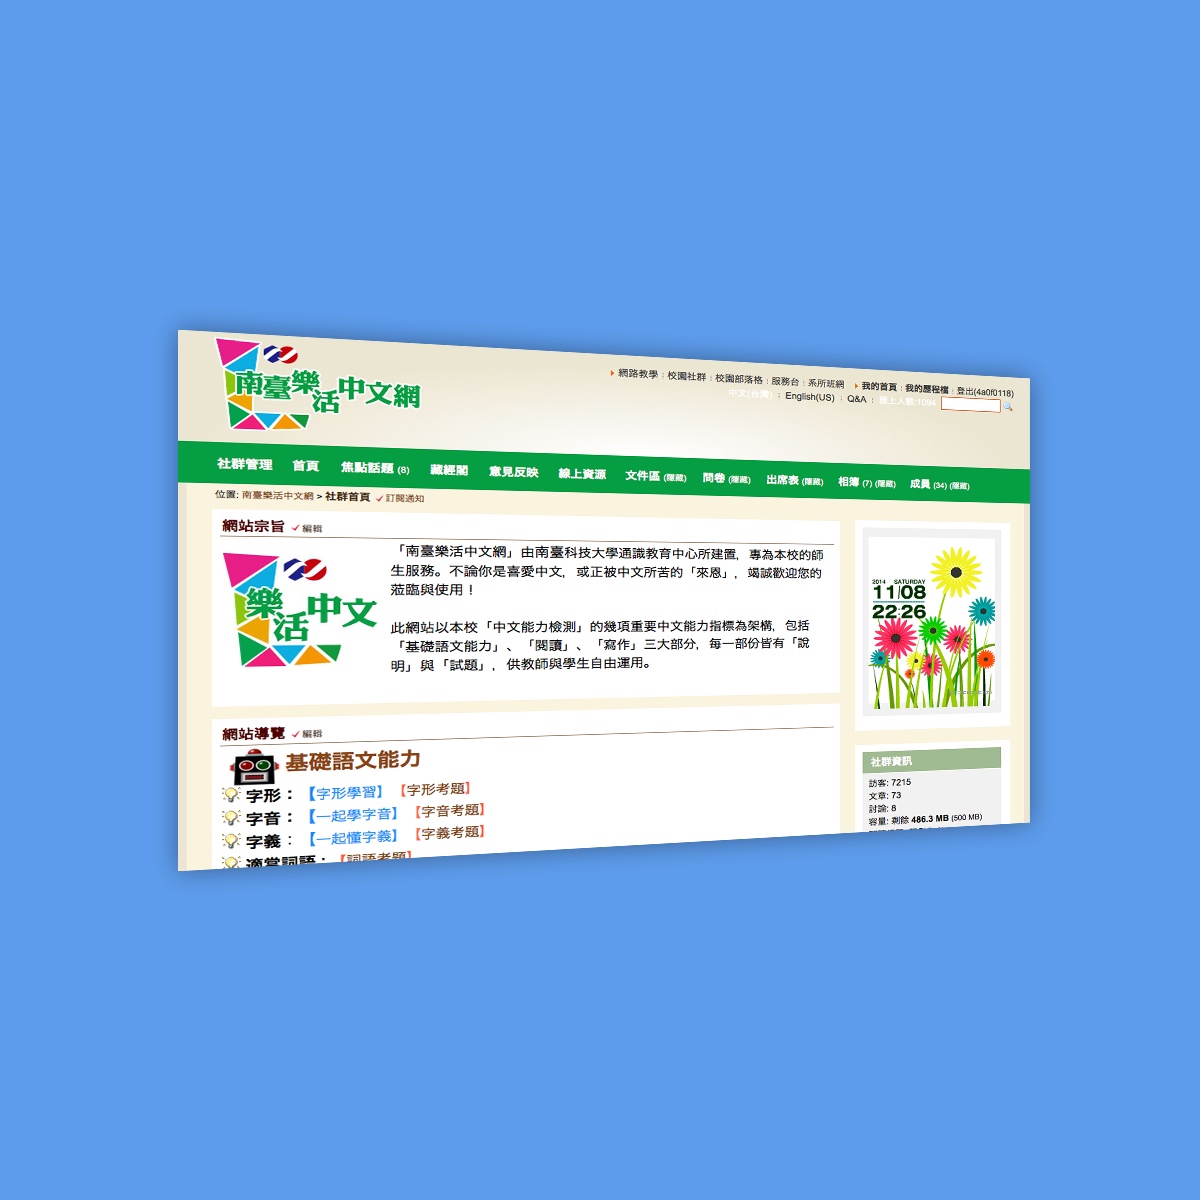 南臺樂活中文網
網路教學 : 校園社群 : 校園部落格 : 服務台 : 系所班網 我的首頁 : 我的歷程檔 : 登出(4a0f0118)
中文(台灣) : English(US) : Q&A : 線上人數:1094
社群管理 首頁 焦點話題 (8) 藏經閣 意見反映 線上資源 文件區 (隱藏) 問卷 (隱藏) 出席表 (隱藏) 相簿 (7) (隱藏) 成員 (34) (隱藏)
位置: 南臺樂活中文網 > 社群首頁 訂閱通知
網站宗旨 編輯
樂活中文
「南臺樂活中文網」由南臺科技大學通識教育中心所建置，專為本校的師
生服務。不論你是喜愛中文，或正被中文所苦的「來恩」，竭誠歡迎您的
蒞臨與使用！
此網站以本校「中文能力檢測」的幾項重要中文能力指標為架構，包括
「基礎語文能力」、「閱讀」、「寫作」三大部分，每一部份皆有「說
明」與「試題」，供教師與學生自由運用。
網站導覽 編輯
基礎語文能力
字形：【字形學習】【字形考題】
字音：【一起學字音】【字音考題】
字義：【一起懂字義】【字義考題】
適當詞語：【詞語考題】
2014 SATURDAY
11/08
22:26
社群資訊
訪客: 7215
文章: 73
討論: 8
容量: 剩餘 486.3 MB (500 MB)